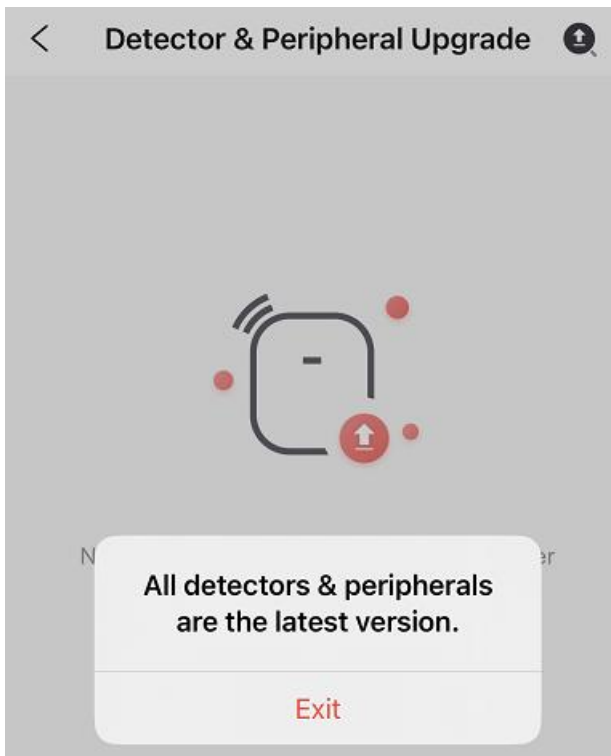 Detector & Peripheral Upgrade
All detectors & peripherals
are the latest version.
Exit